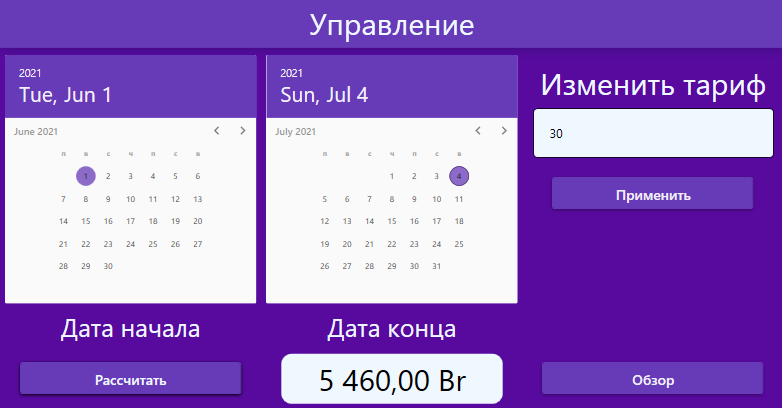 Управление
2021
Tue, Jun 1
June 2021
п в с ч п с в
1 2 3 4 5 6
7 8 9 10 11 12 13
14 15 16 17 18 19 20
21 22 23 24 25 26 27
28 29 30
Дата начала
Рассчитать
2021
Sun, Jul 4
July 2021
п в с ч п с в
1 2 3 4
5 6 7 8 9 10 11
12 13 14 15 16 17 18
19 20 21 22 23 24 25
26 27 28 29 30 31
Дата конца
5 460,00 Br
Изменить тариф
30
Применить
Обзор